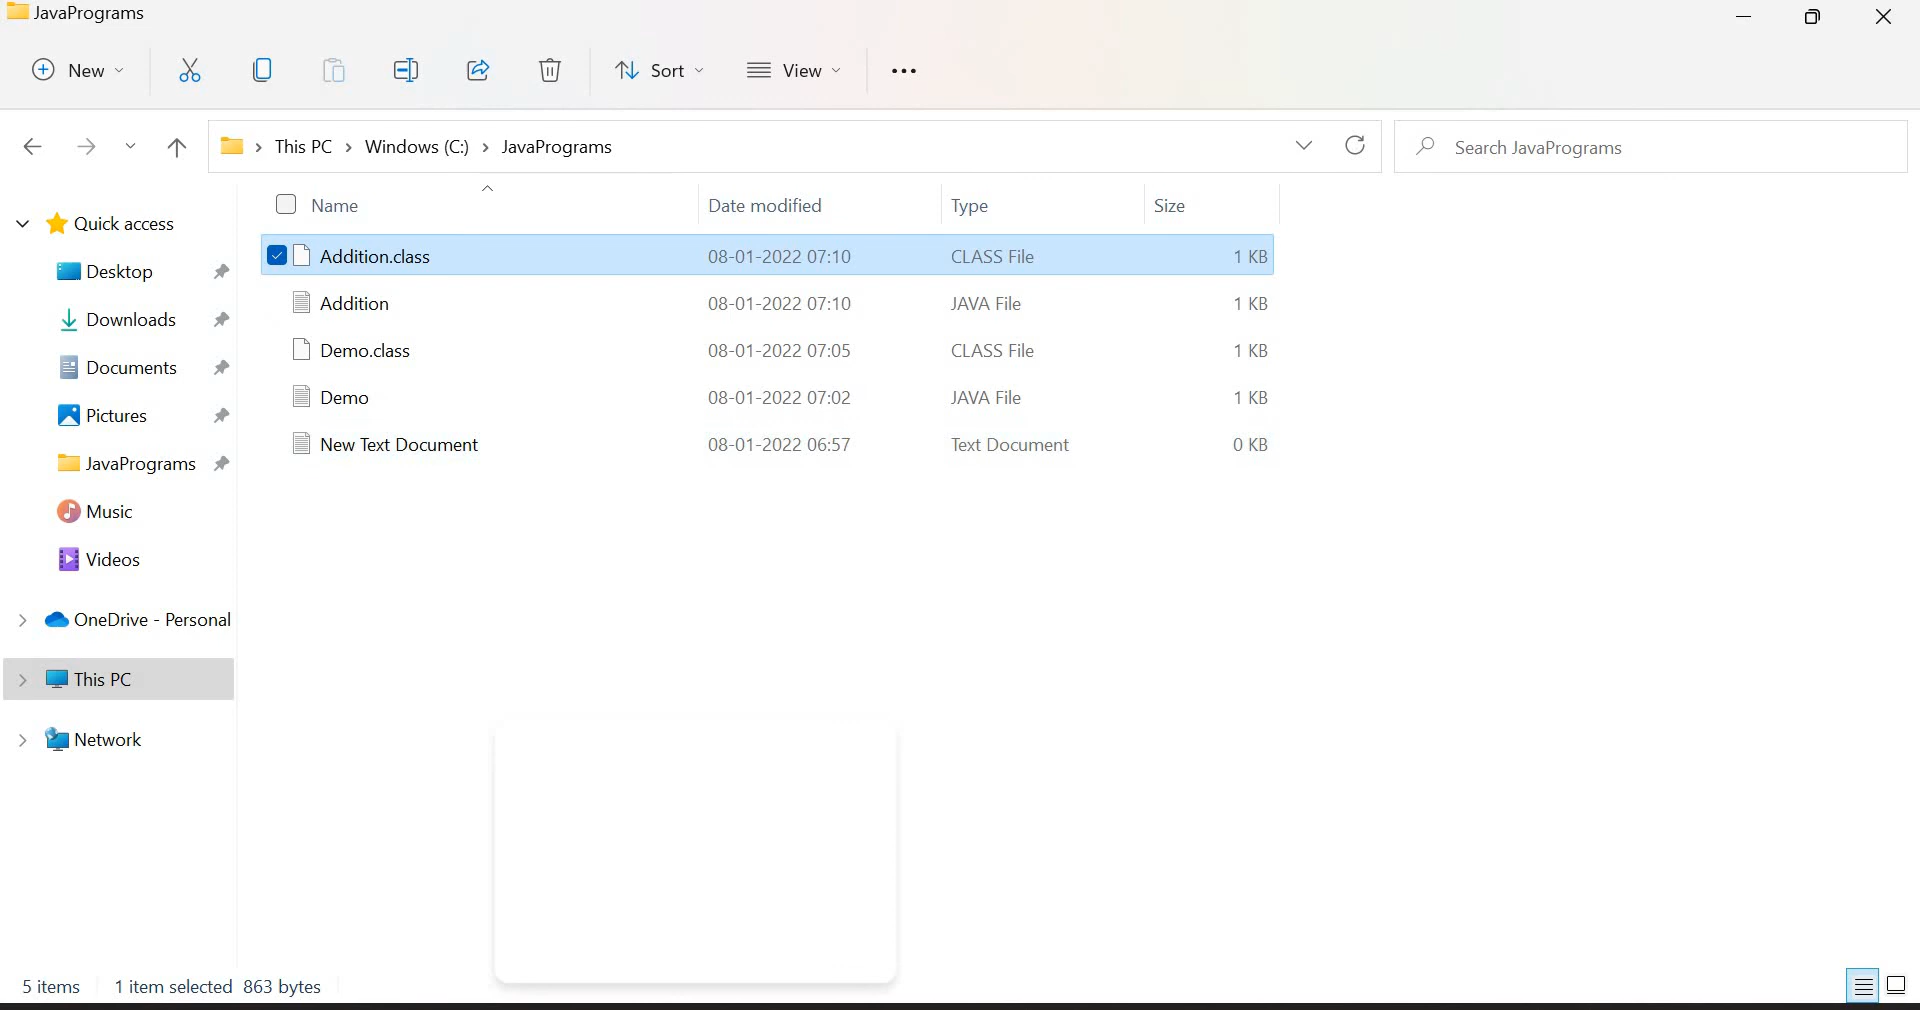 JavaPrograms
New Sort View
This PC Windows (C:) JavaPrograms Search JavaPrograms
Name Date modified Type Size
Quick access
Desktop
Downloads
Documents
Pictures
JavaPrograms
Music
Videos
OneDrive - Personal
This PC
Network
Addition.class 08-01-2022 07:10 CLASS File 1 KB
Addition 08-01-2022 07:10 JAVA File 1 KB
Demo.class 08-01-2022 07:05 CLASS File 1 KB
Demo 08-01-2022 07:02 JAVA File 1 KB
New Text Document 08-01-2022 06:57 Text Document 0 KB
5 items 1 item selected 863 bytes